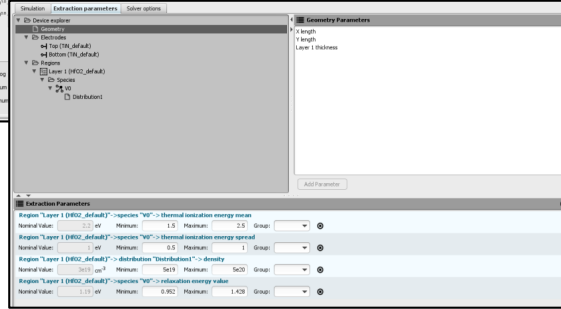 Simulation Extraction parameters Solver options
Device explorer
Geometry
Electrodes
Top (TiN_default)
Bottom (TiN_default)
Regions
Layer 1 (HfO2_default)
Species
V0
Distribution1
Geometry Parameters
X length
Y length
Layer 1 thickness
Add Parameter
Extraction Parameters
Region "Layer 1 (HfO2_default)"->species "V0"-> thermal ionization energy mean
Nominal Value: 2.2 eV Minimum: 1.5 Maximum: 2.5 Group:
Region "Layer 1 (HfO2_default)"->species "V0"-> thermal ionization energy spread
Nominal Value: 1 eV Minimum: 0.5 Maximum: 1 Group:
Region "Layer 1 (HfO2_default)"-> distribution "Distribution1"-> density
Nominal Value: 5e19 cm-3 Minimum: 5e19 Maximum: 5e20 Group:
Region "Layer 1 (HfO2_default)"->species "V0"-> relaxation energy value
Nominal Value: 1.19 eV Minimum: 0.952 Maximum: 1.428 Group: